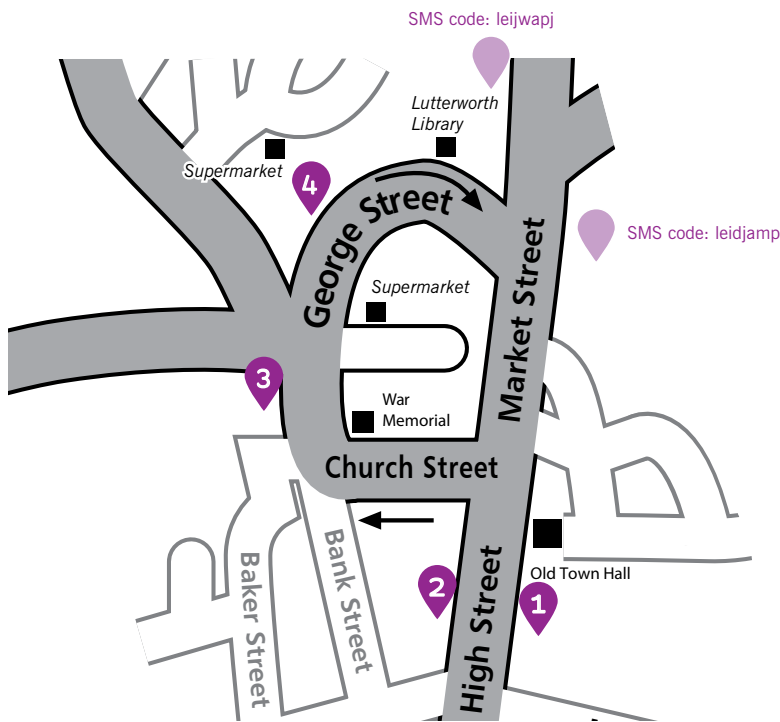 SMS code: leijwapj
Lutterworth
Library
Supermarket
4
George Street
SMS code: leidjamp
Supermarket
Market Street
3
War
Memorial
Church Street
Bank Street
Baker Street
Old Town Hall
2
1
High Street